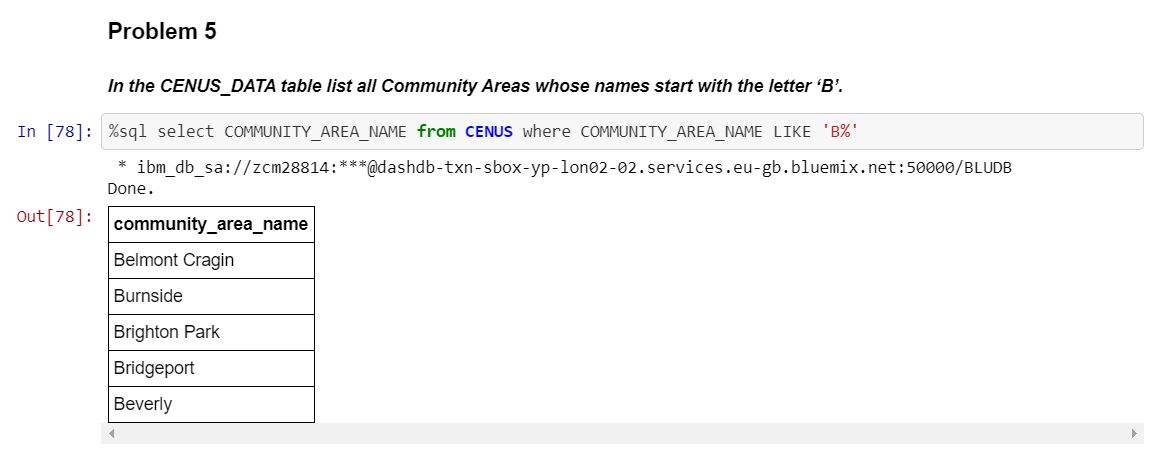 Problem 5
In the CENUS_DATA table list all Community Areas whose names start with the letter ‘B’.
In [78]: %sql select COMMUNITY_AREA_NAME from CENUS where COMMUNITY_AREA_NAME LIKE 'B%'
* ibm_db_sa://zcm28814:***@dashdb-txn-sbox-yp-lon02-02.services.eu-gb.bluemix.net:50000/BLUDB
Done.
Out[78]: community_area_name
Belmont Cragin
Burnside
Brighton Park
Bridgeport
Beverly